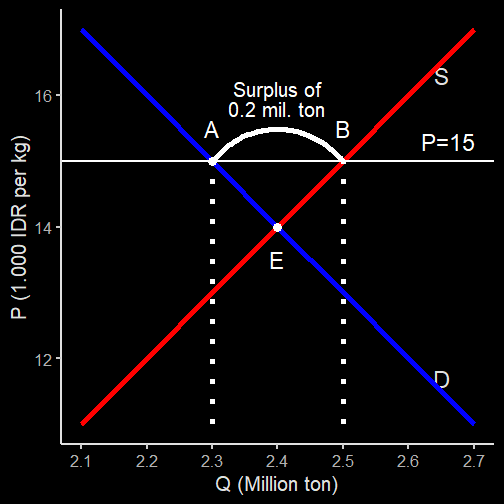 Surplus of
0.2 mil. ton
S
A
B
P=15
E
D
16
14
12
P (1.000 IDR per kg)
2.1 2.2 2.3 2.4 2.5 2.6 2.7
Q (Million ton)